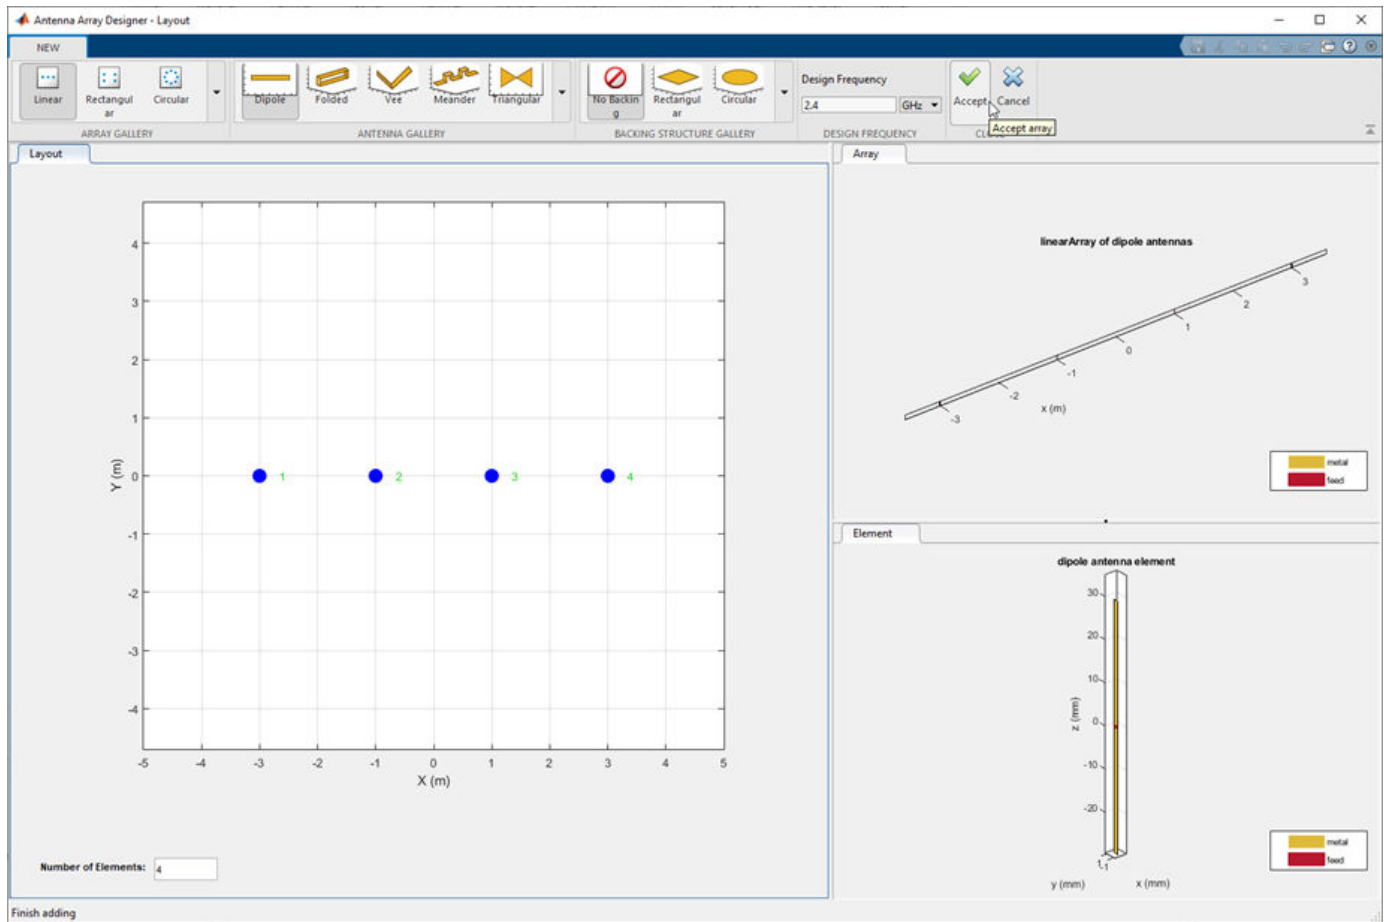 Antenna Array Designer - Layout
NEW
Linear
Rectangul
ar
Circular
Dipole
Folded
Vee
Meander
Triangular
No Backin
g
Rectangul
ar
Circular
Design Frequency
2.4
GHz
Accept
Cancel
Accept array
ARRAY GALLERY
ANTENNA GALLERY
BACKING STRUCTURE GALLERY
DESIGN FREQUENCY
Layout
4
3
2
1
0
-1
-2
-3
-4
Y (m)
1
2
3
4
-5
-4
-3
-2
-1
0
1
2
3
4
5
X (m)
Number of Elements:
4
Array
linearArray of dipole antennas
3
2
1
0
-1
-2
-3
x (m)
metal
feed
Element
dipole antenna element
30
20
10
0
-10
-20
z (mm)
y (mm)
x (mm)
metal
feed
Finish adding